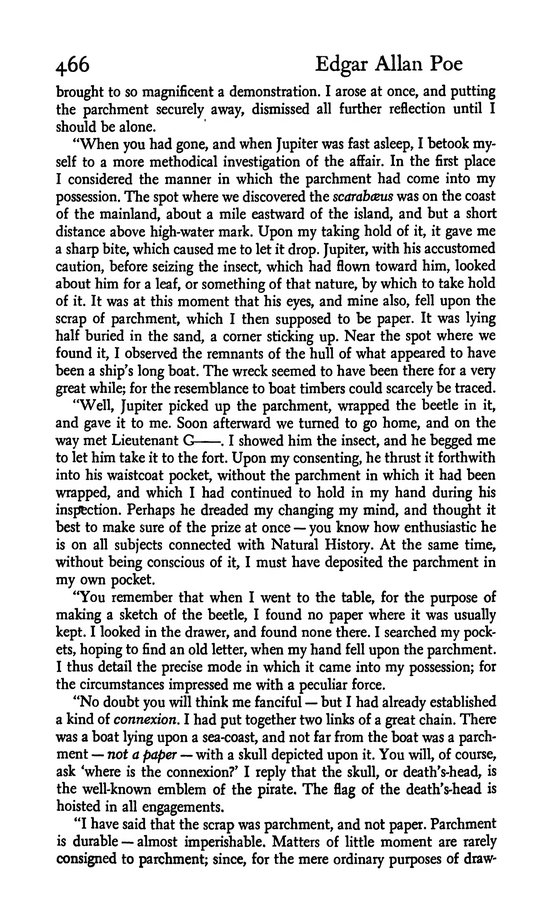 466 Edgar Allan Poe
brought to so magnificent a demonstration. I arose at once, and putting
the parchment securely away, dismissed all further reflection until I
should be alone.
“When you had gone, and when Jupiter was fast asleep, I betook my-
self to a more methodical investigation of the affair. In the first place
I considered the manner in which the parchment had come into my
possession. The spot where we discovered the scarabæus was on the coast
of the mainland, about a mile eastward of the island, and but a short
distance above high-water mark. Upon my taking hold of it, it gave me
a sharp bite, which caused me to let it drop. Jupiter, with his accustomed
caution, before seizing the insect, which had flown toward him, looked
about him for a leaf, or something of that nature, by which to take hold
of it. It was at this moment that his eyes, and mine also, fell upon the
scrap of parchment, which I then supposed to be paper. It was lying
half buried in the sand, a corner sticking up. Near the spot where we
found it, I observed the remnants of the hull of what appeared to have
been a ship’s long boat. The wreck seemed to have been there for a very
great while; for the resemblance to boat timbers could scarcely be traced.
“Well, Jupiter picked up the parchment, wrapped the beetle in it,
and gave it to me. Soon afterward we turned to go home, and on the
way met Lieutenant G——. I showed him the insect, and he begged me
to let him take it to the fort. Upon my consenting, he thrust it forthwith
into his waistcoat pocket, without the parchment in which it had been
wrapped, and which I had continued to hold in my hand during his
inspection. Perhaps he dreaded my changing my mind, and thought it
best to make sure of the prize at once — you know how enthusiastic he
is on all subjects connected with Natural History. At the same time,
without being conscious of it, I must have deposited the parchment in
my own pocket.
“You remember that when I went to the table, for the purpose of
making a sketch of the beetle, I found no paper where it was usually
kept. I looked in the drawer, and found none there. I searched my pock-
ets, hoping to find an old letter, when my hand fell upon the parchment.
I thus detail the precise mode in which it came into my possession; for
the circumstances impressed me with a peculiar force.
“No doubt you will think me fanciful — but I had already established
a kind of connexion. I had put together two links of a great chain. There
was a boat lying upon a sea-coast, and not far from the boat was a parch-
ment — not a paper — with a skull depicted upon it. You will, of course,
ask ‘where is the connexion?’ I reply that the skull, or death’s-head, is
the well-known emblem of the pirate. The flag of the death’s-head is
hoisted in all engagements.
“I have said that the scrap was parchment, and not paper. Parchment
is durable — almost imperishable. Matters of little moment are rarely
consigned to parchment; since, for the mere ordinary purposes of draw-